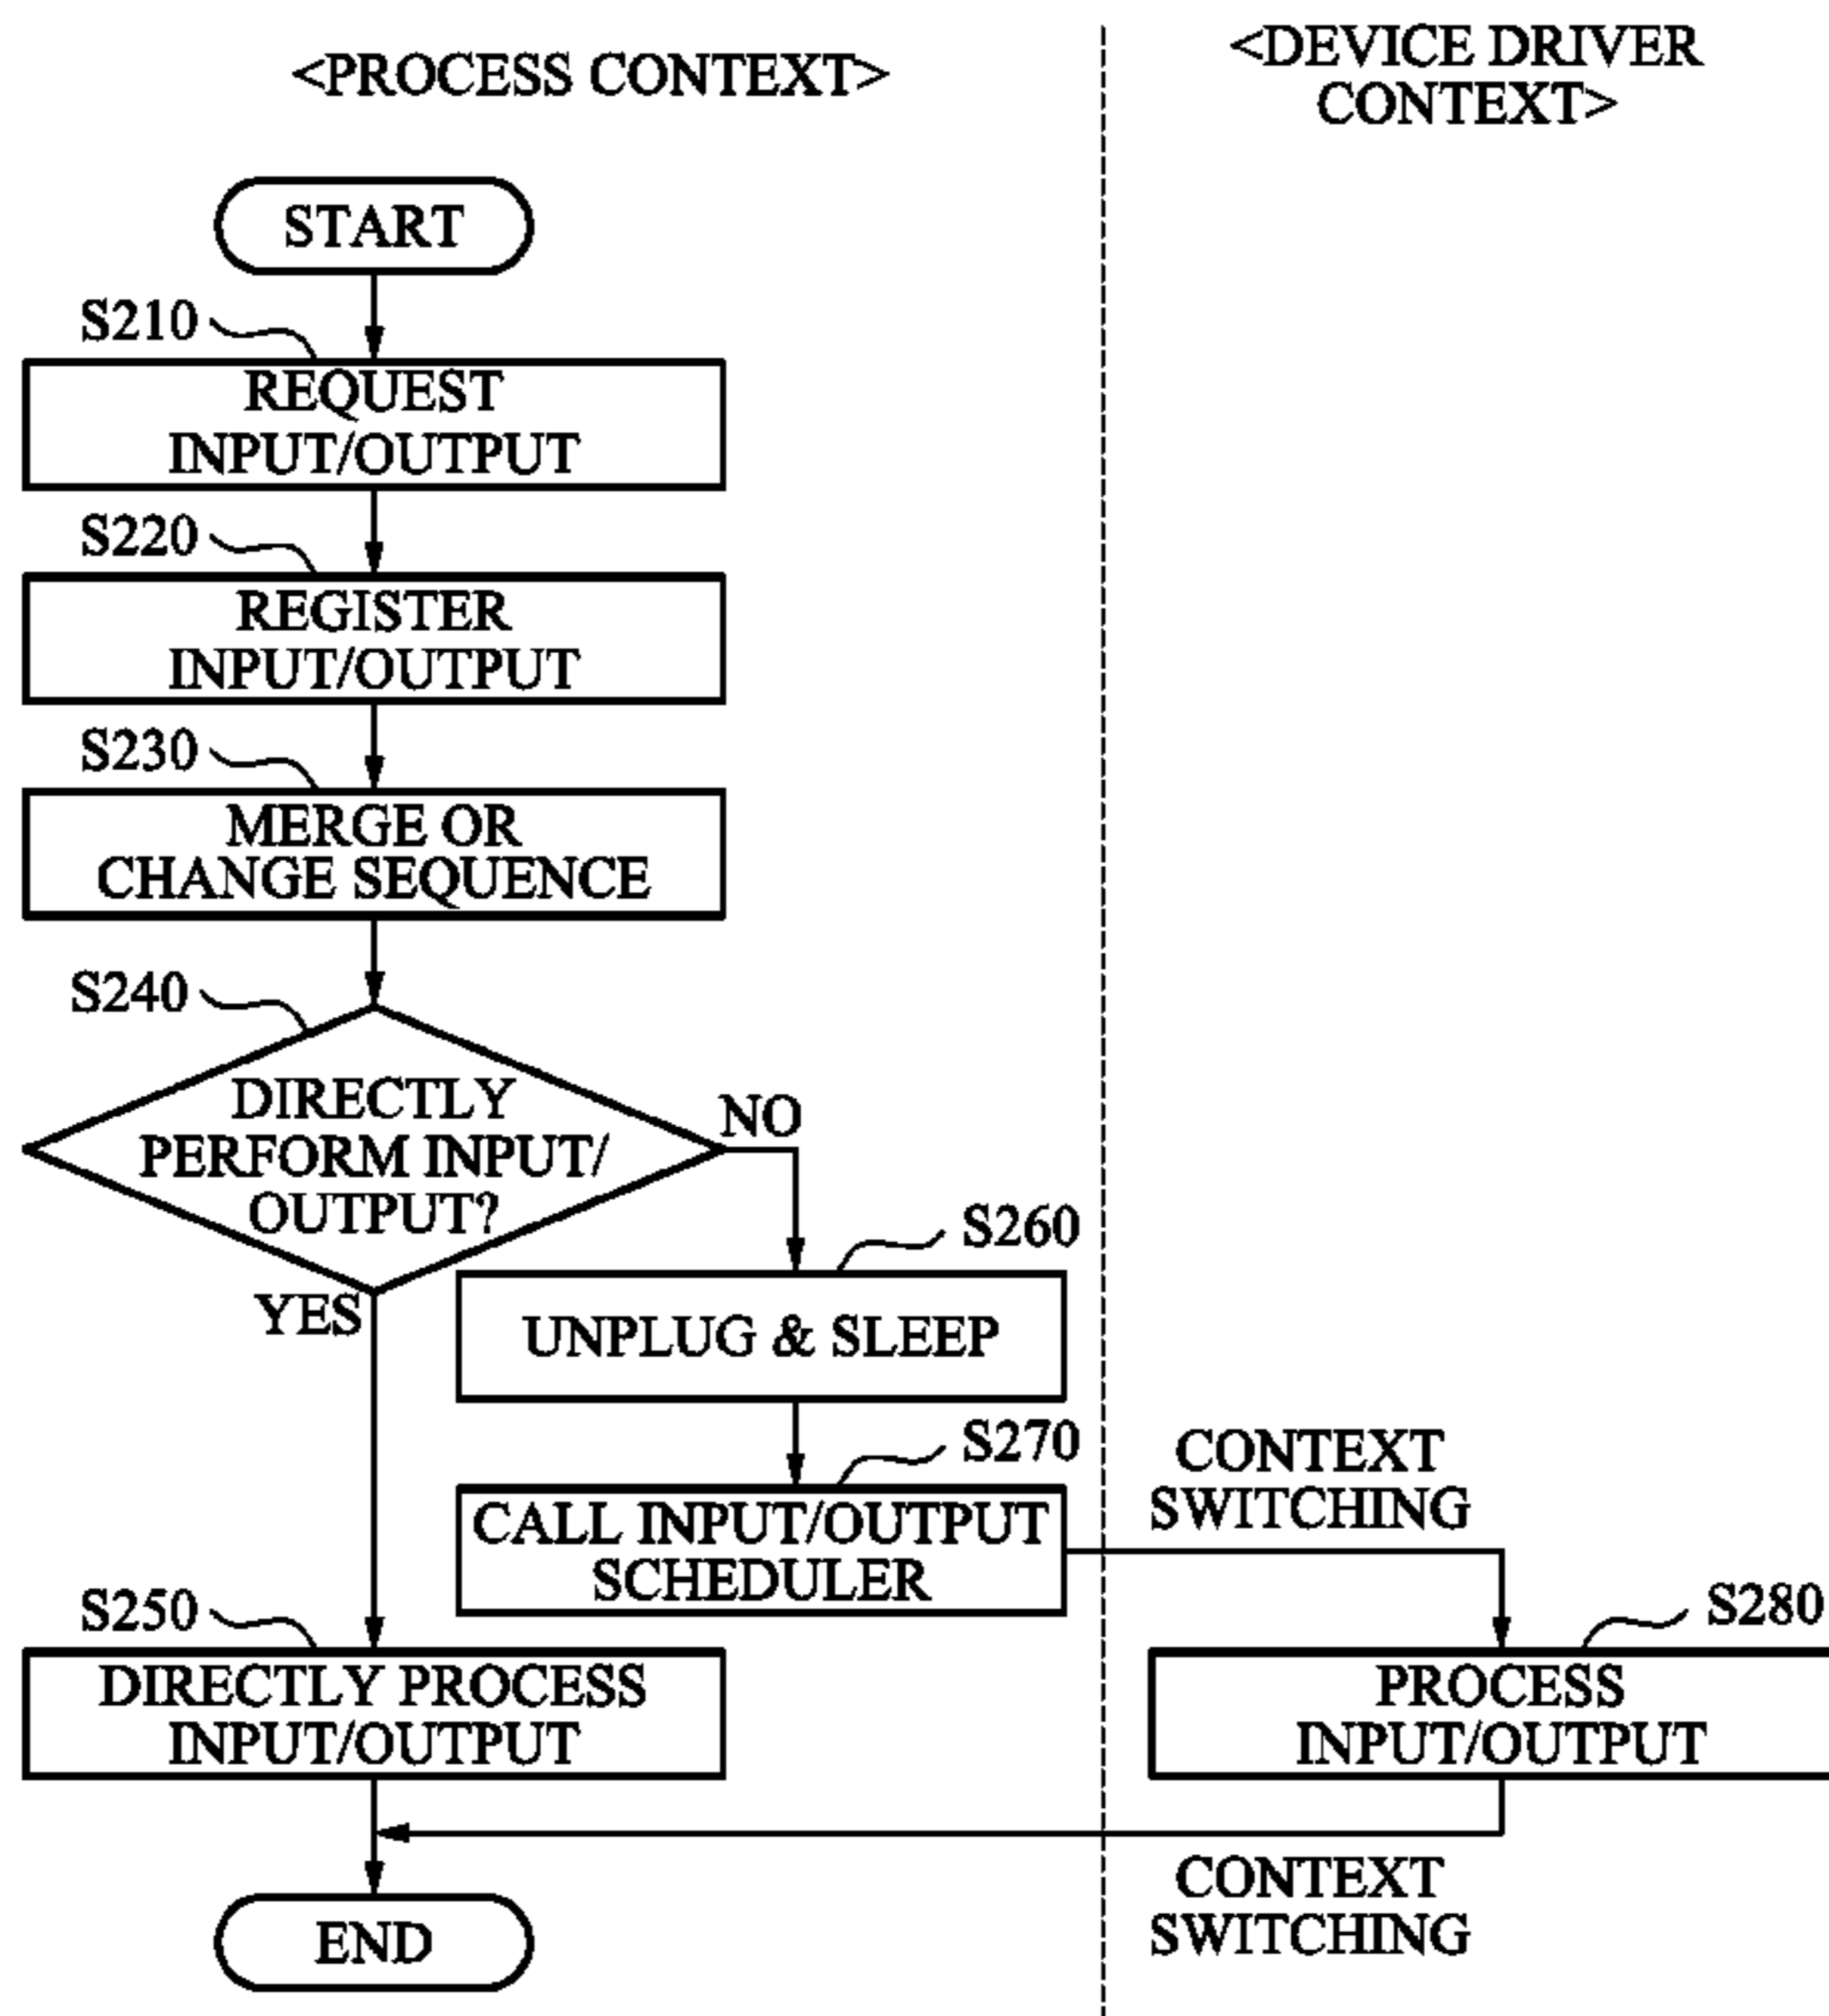 <PROCESS CONTEXT>
<DEVICE DRIVER
CONTEXT>
START
S210
REQUEST
INPUT/OUTPUT
S220
REGISTER
INPUT/OUTPUT
S230
MERGE OR
CHANGE SEQUENCE
S240
DIRECTLY
PERFORM INPUT/
OUTPUT?
NO
YES
S260
UNPLUG & SLEEP
S270
CALL INPUT/OUTPUT
SCHEDULER
CONTEXT
SWITCHING
S250
DIRECTLY PROCESS
INPUT/OUTPUT
S280
PROCESS
INPUT/OUTPUT
CONTEXT
SWITCHING
END